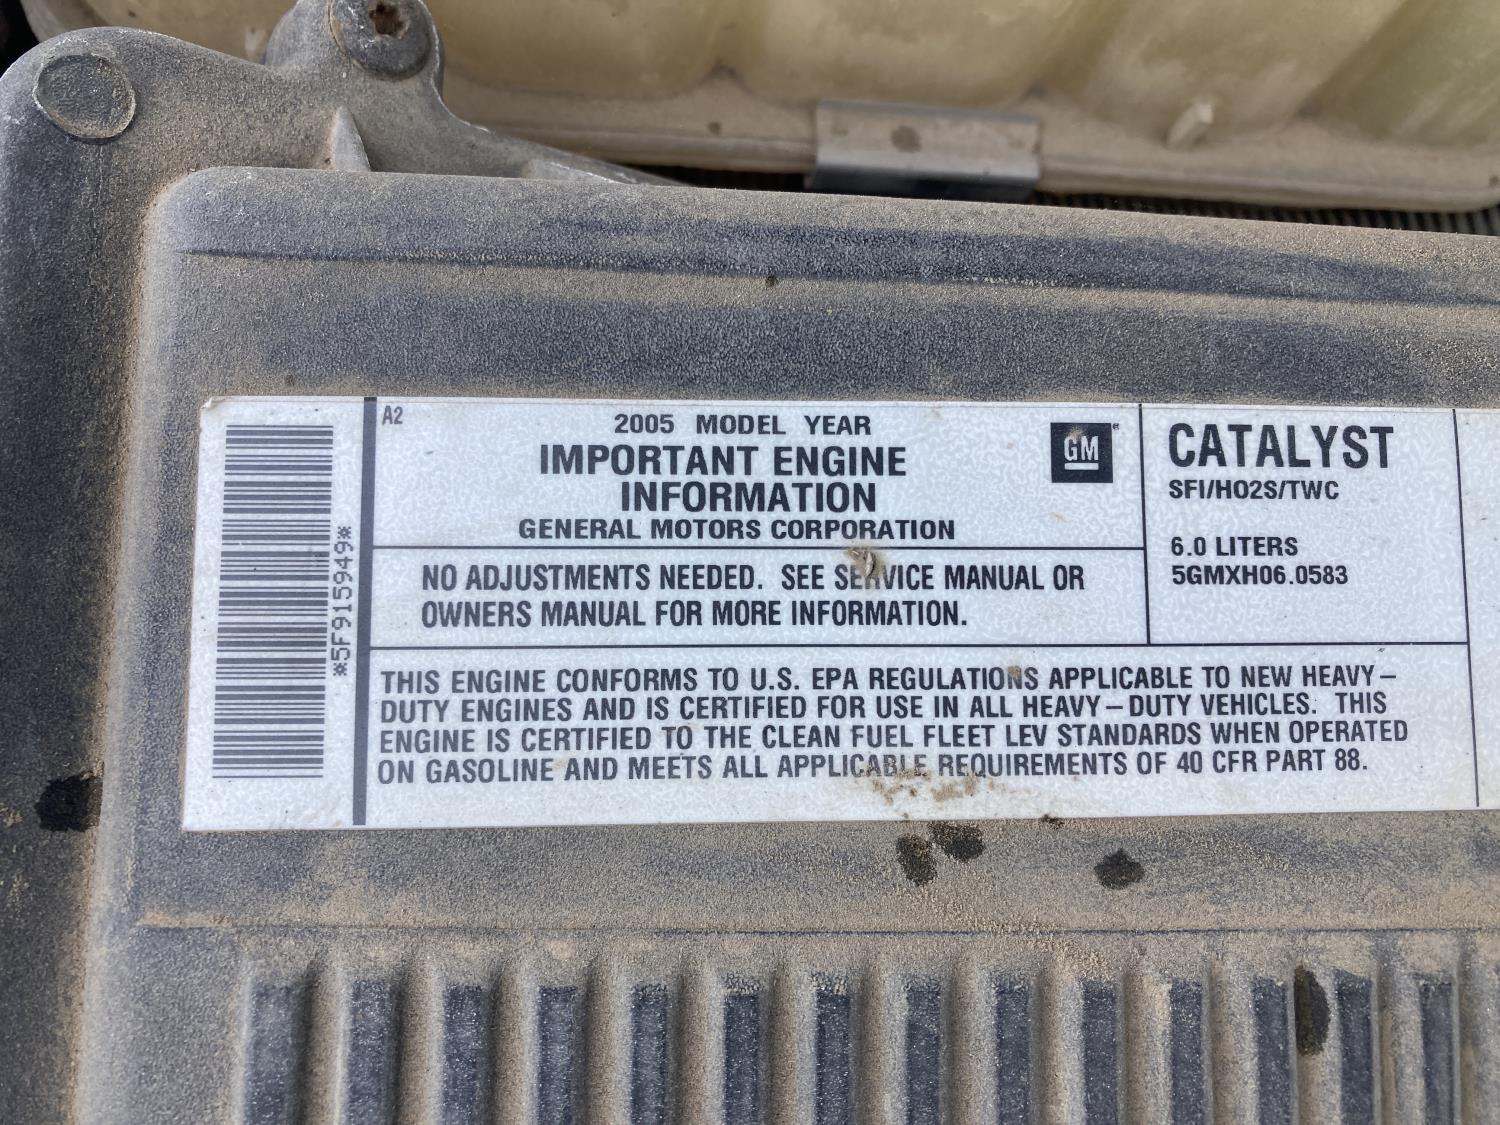 *5F915949*
A2
2005 MODEL YEAR
IMPORTANT ENGINE
INFORMATION
GENERAL MOTORS CORPORATION
GM
NO ADJUSTMENTS NEEDED. SEE SERVICE MANUAL OR
OWNERS MANUAL FOR MORE INFORMATION.
CATALYST
SFI/HO2S/TWC
6.0 LITERS
5GMXH06.0583
THIS ENGINE CONFORMS TO U.S. EPA REGULATIONS APPLICABLE TO NEW HEAVY–
DUTY ENGINES AND IS CERTIFIED FOR USE IN ALL HEAVY–DUTY VEHICLES. THIS
ENGINE IS CERTIFIED TO THE CLEAN FUEL FLEET LEV STANDARDS WHEN OPERATED
ON GASOLINE AND MEETS ALL APPLICABLE REQUIREMENTS OF 40 CFR PART 88.